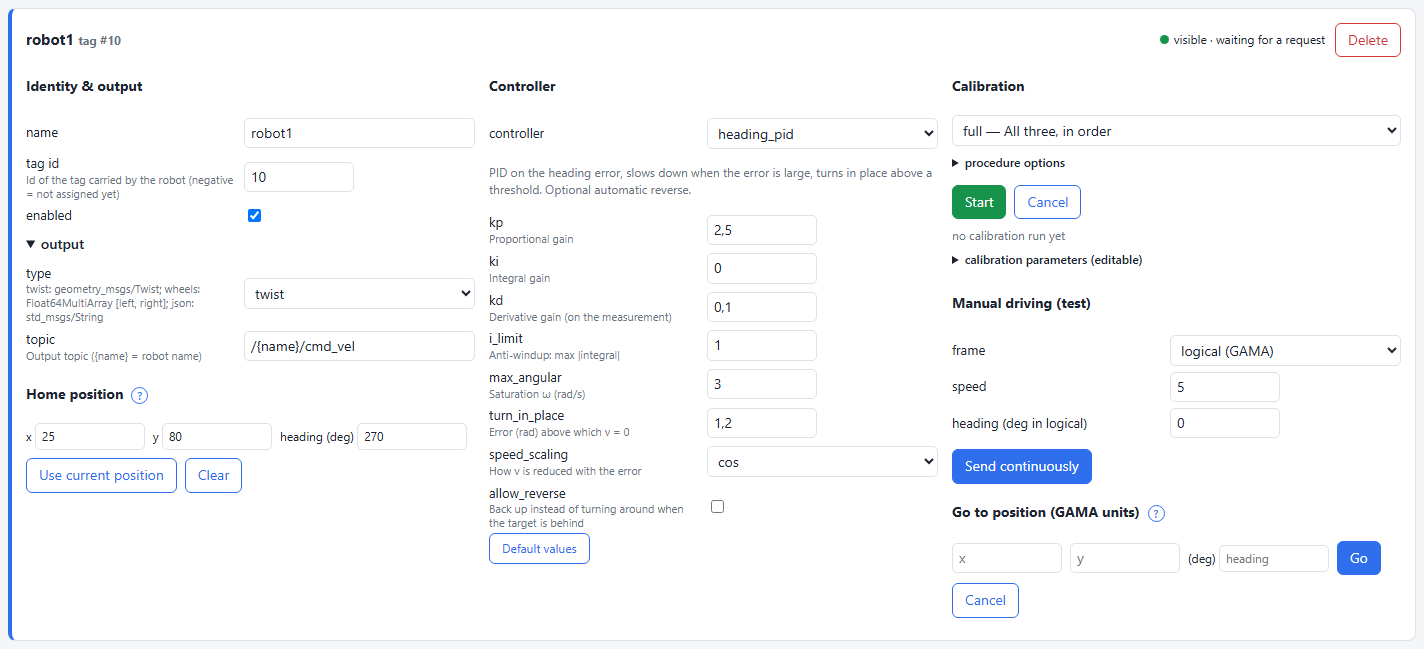 robot1 tag #10
visible · waiting for a request
Delete
Identity & output
name
robot1
tag id
Id of the tag carried by the robot (negative
= not assigned yet)
10
enabled
output
type
twist: geometry_msgs/Twist; wheels:
Float64MultiArray [left, right]; json:
std_msgs/String
twist
topic
Output topic ({name} = robot name)
/{name}/cmd_vel
Home position ?
x 25 y 80 heading (deg) 270
Use current position Clear
Controller
controller
heading_pid
PID on the heading error, slows down when the error is large, turns in place above a
threshold. Optional automatic reverse.
kp
Proportional gain
2,5
ki
Integral gain
0
kd
Derivative gain (on the measurement)
0,1
i_limit
Anti-windup: max |integral|
1
max_angular
Saturation ω (rad/s)
3
turn_in_place
Error (rad) above which v = 0
1,2
speed_scaling
How v is reduced with the error
cos
allow_reverse
Back up instead of turning around when
the target is behind
Default values
Calibration
full — All three, in order
procedure options
Start Cancel
no calibration run yet
calibration parameters (editable)
Manual driving (test)
frame
logical (GAMA)
speed
5
heading (deg in logical)
0
Send continuously
Go to position (GAMA units) ?
x y (deg) heading Go
Cancel